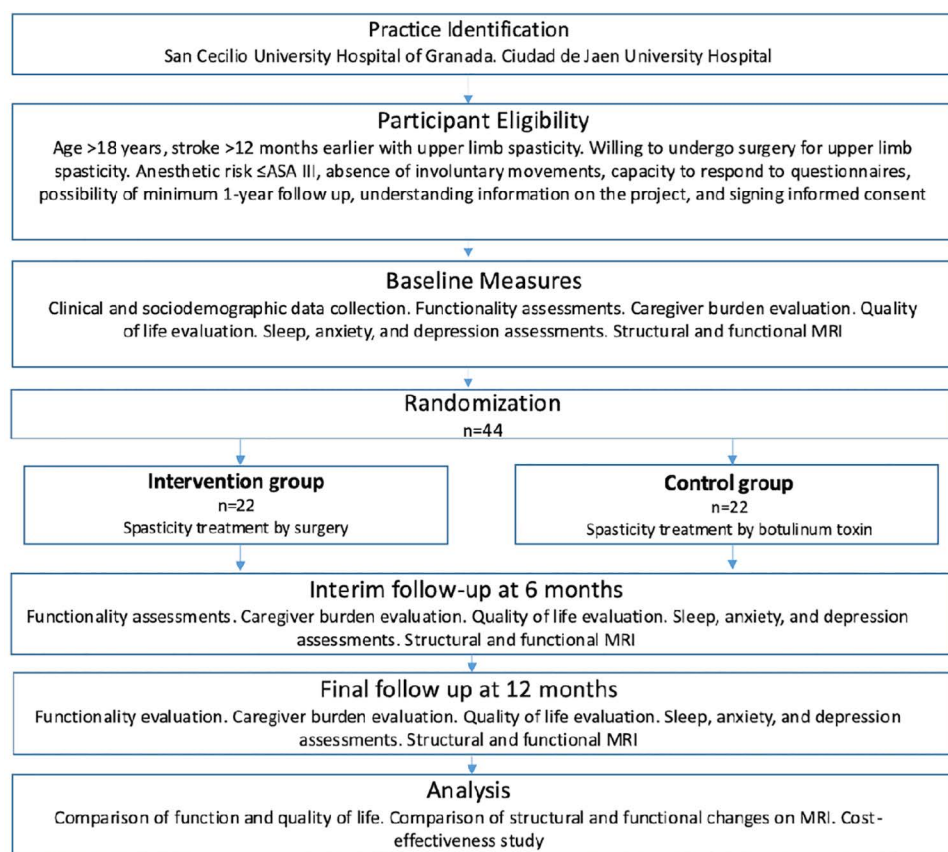 Practice Identification
San Cecilio University Hospital of Granada. Ciudad de Jaen University Hospital
Participant Eligibility
Age >18 years, stroke >12 months earlier with upper limb spasticity. Willing to undergo surgery for upper limb
spasticity. Anesthetic risk ≤ASA III, absence of involuntary movements, capacity to respond to questionnaires,
possibility of minimum 1-year follow up, understanding information on the project, and signing informed consent
Baseline Measures
Clinical and sociodemographic data collection. Functionality assessments. Caregiver burden evaluation. Quality
of life evaluation. Sleep, anxiety, and depression assessments. Structural and functional MRI
Randomization
n=44
Intervention group
n=22
Spasticity treatment by surgery
Control group
n=22
Spasticity treatment by botulinum toxin
Interim follow-up at 6 months
Functionality assessments. Caregiver burden evaluation. Quality of life evaluation. Sleep, anxiety, and depression
assessments. Structural and functional MRI
Final follow up at 12 months
Functionality evaluation. Caregiver burden evaluation. Quality of life evaluation. Sleep, anxiety, and depression
assessments. Structural and functional MRI
Analysis
Comparison of function and quality of life. Comparison of structural and functional changes on MRI. Cost-
effectiveness study